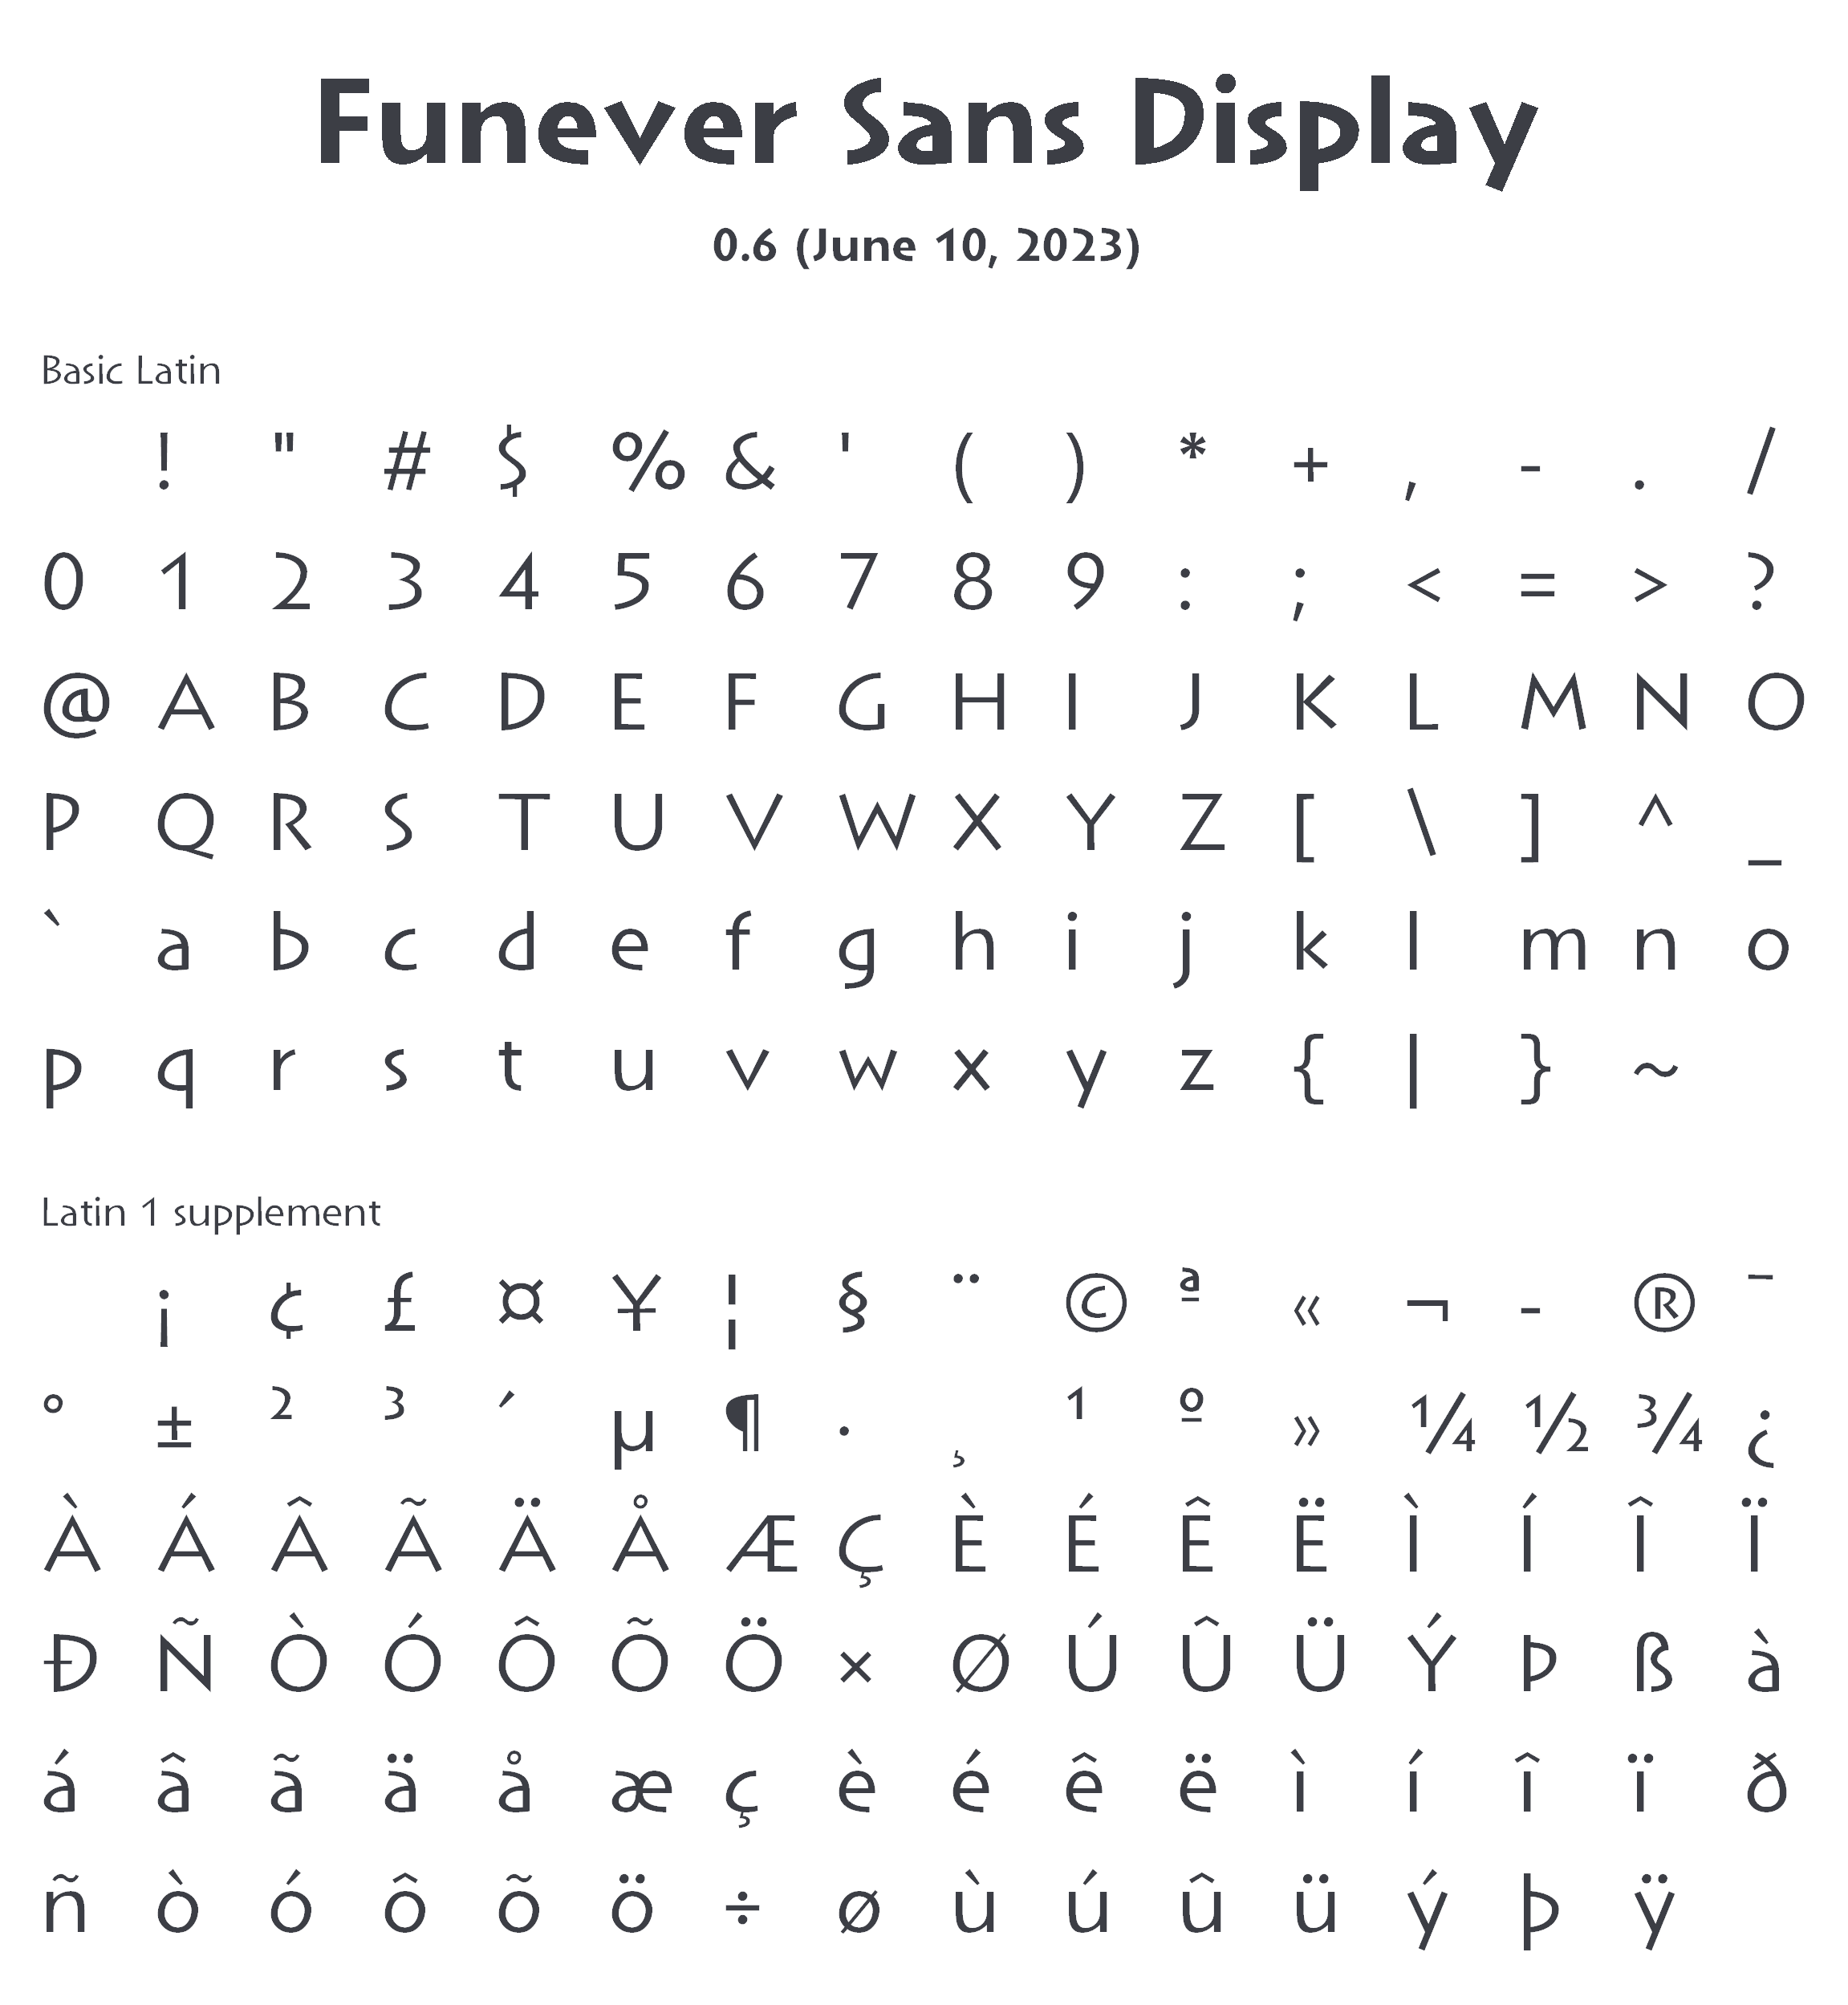 Funever Sans Display
0.6 (June 10, 2023)
Basic Latin
! " # $ % & ' ( ) * + , - . /
0 1 2 3 4 5 6 7 8 9 : ; < = > ?
@ A B C D E F G H I J K L M N O
P Q R S T U V W X Y Z [ \ ] ^ _
` a b c d e f g h i j k l m n o
p q r s t u v w x y z { | } ~
Latin 1 supplement
¡ ¢ £ ¤ ¥ ¦ § ¨ © ª « ¬ - ® ¯
° ± ² ³ ´ µ ¶ · ¸ ¹ º » ¼ ½ ¾ ¿
À Á Â Ã Ä Å Æ Ç È É Ê Ë Ì Í Î Ï
Ð Ñ Ò Ó Ô Õ Ö × Ø Ú Û Ü Ý Þ ß à
á â ã ä å æ ç è é ê ë ì í î ï ð
ñ ò ó ô õ ö ÷ ø ù ú û ü ý þ ÿ